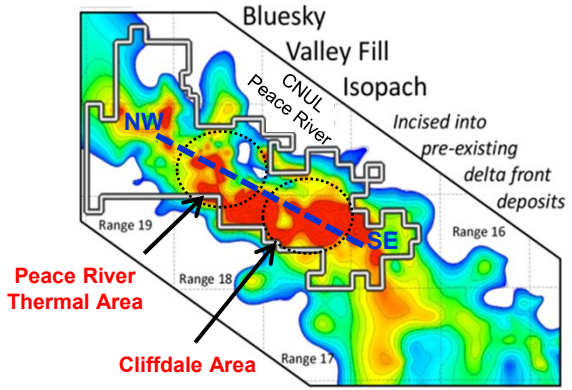 Bluesky
Valley Fill
Isopach
CNUL
Peace River
Incised into
pre-existing
delta front
deposits
NW
SE
Range 19
Range 16
Range 18
Range 17
Peace River
Thermal Area
Cliffdale Area